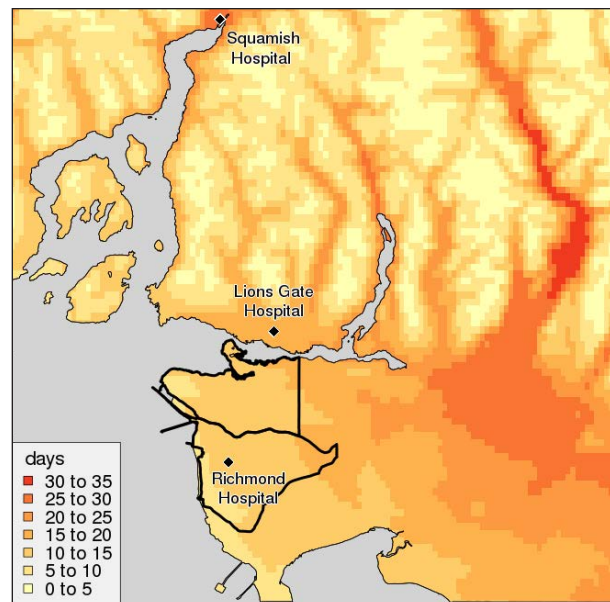 Squamish
Hospital
Lions Gate
Hospital
Richmond
Hospital
days
30 to 35
25 to 30
20 to 25
15 to 20
10 to 15
5 to 10
0 to 5